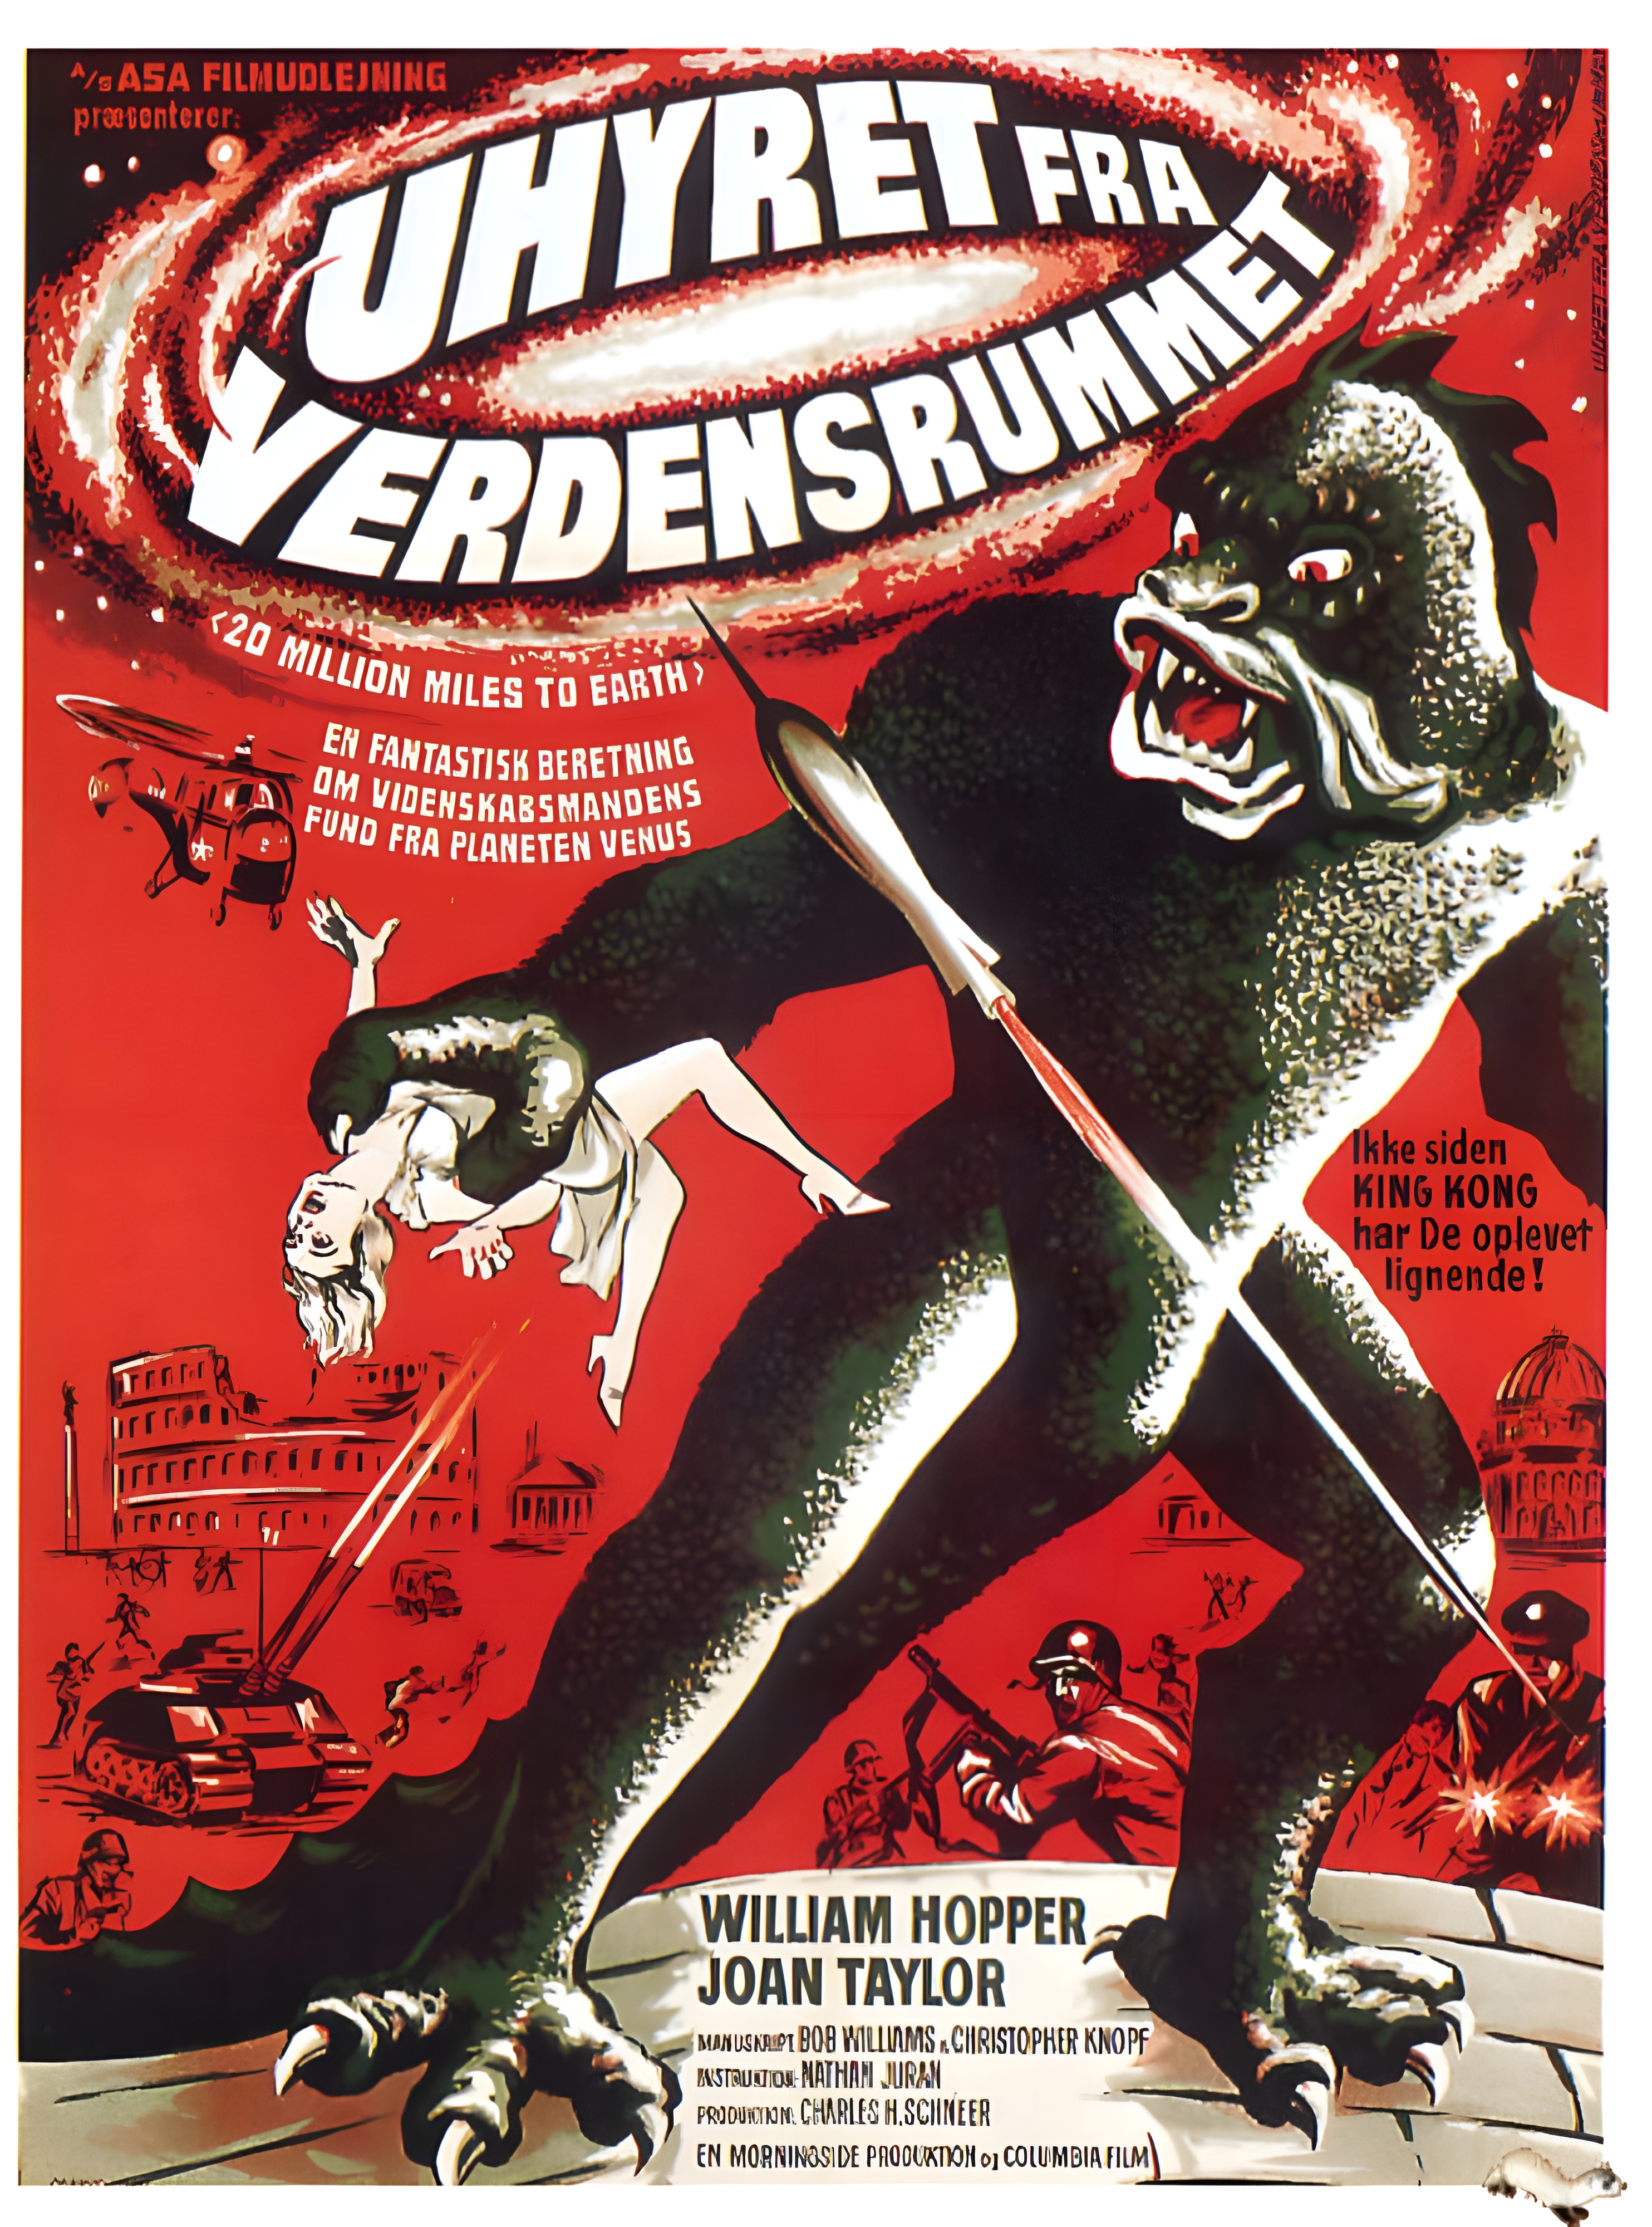 A/S ASA FILMUDLEJNING
præsenterer:
UHYRET FRA
VERDENSRUMMET
<20 MILLION MILES TO EARTH>
EN FANTASTISK BERETNING
OM VIDENSKABSMANDENS
FUND FRA PLANETEN VENUS
Ikke siden
KING KONG
har De oplevet
lignende!
WILLIAM HOPPER
JOAN TAYLOR
MANUSKRIPT BOB WILLIAMS CHRISTOPHER KNOPF
INSTRUKTION NATHAN JURAN
PRODUKTION: CHARLES H. SCHNEER
EN MORNINGSIDE PRODUKTION COLUMBIA FILM